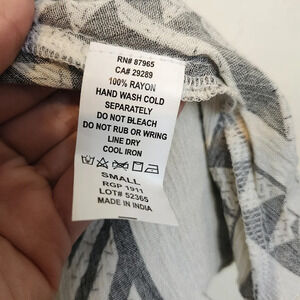 RN# 87965
CA# 29289
100% RAYON
HAND WASH COLD
SEPARATELY
DO NOT BLEACH
DO NOT RUB OR WRING
LINE DRY
COOL IRON
SMALL
RGP 1911
LOT# 52365
MADE IN INDIA